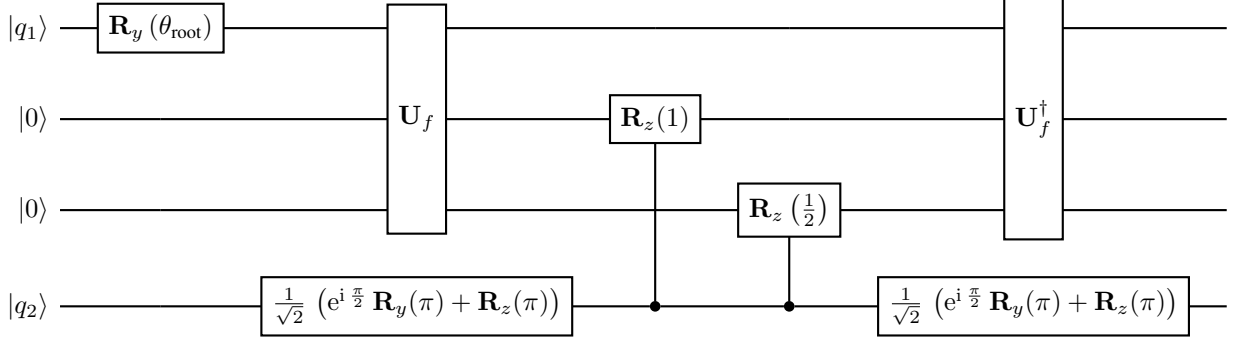 |q₁⟩ R_y (θ_root)
|0⟩ U_f R_z(1) U_f^†
|0⟩ R_z (1/2)
|q₂⟩ 1/√2 (e^{i π/2} R_y(π) + R_z(π)) 1/√2 (e^{i π/2} R_y(π) + R_z(π))